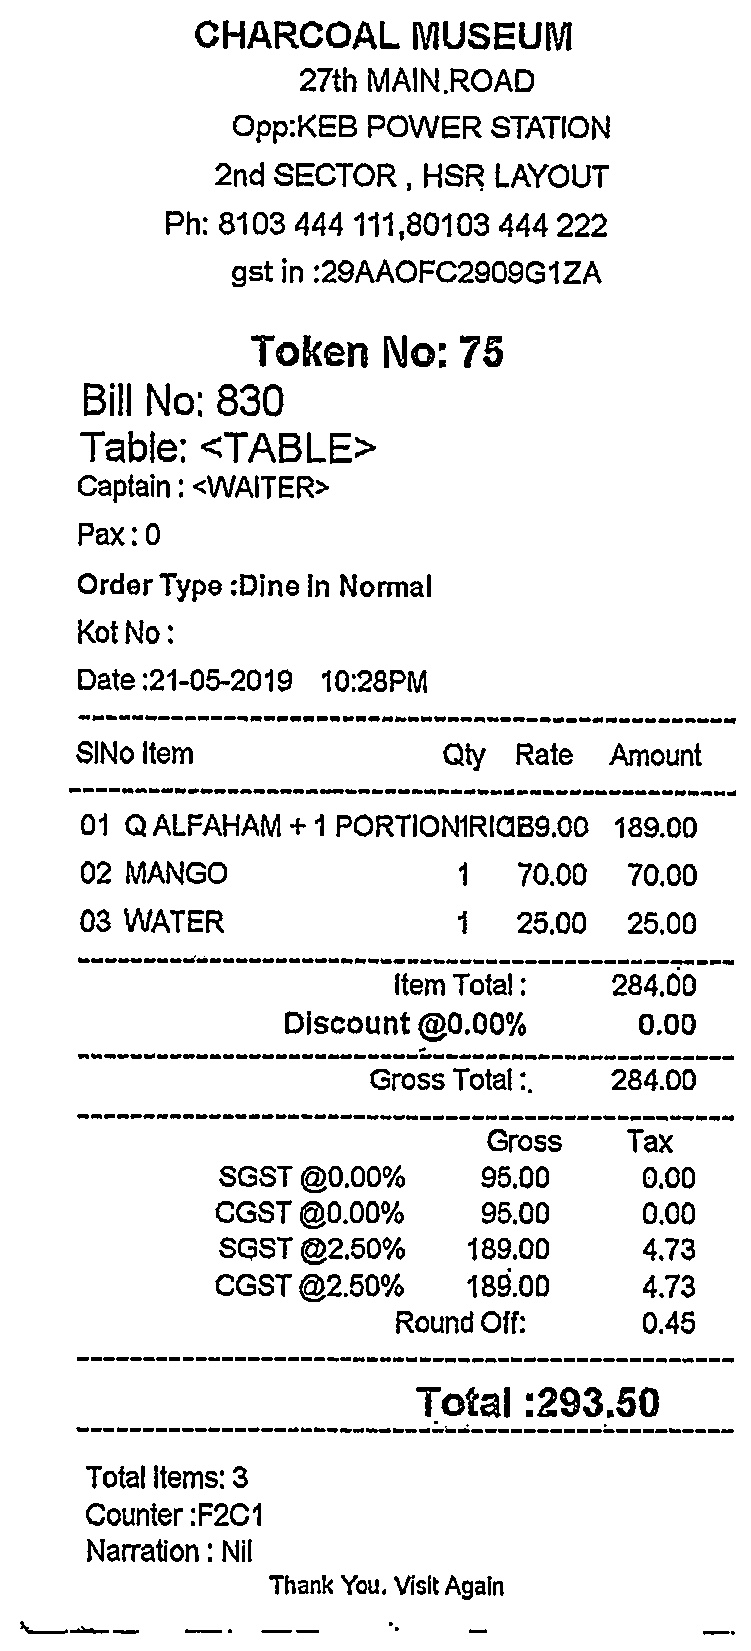 CHARCOAL MUSEUM
27th MAIN.ROAD
Opp:KEB POWER STATION
2nd SECTOR , HSR LAYOUT
Ph: 8103 444 111,80103 444 222
gst in :29AAOFC2909G1ZA
Token No: 75
Bill No: 830
Table: <TABLE>
Captain : <WAITER>
Pax : 0
Order Type :Dine In Normal
Kot No :
Date :21-05-2019 10:28PM
SlNo Item Qty Rate Amount
01 Q ALFAHAM + 1 PORTION 189.00
02 MANGO 1 70.00 70.00
03 WATER 1 25.00 25.00
Item Total : 284.00
Discount @0.00% 0.00
Gross Total : 284.00
Gross Tax
SGST @0.00% 95.00 0.00
CGST @0.00% 95.00 0.00
SGST @2.50% 189.00 4.73
CGST @2.50% 189.00 4.73
Round Off: 0.45
Total :293.50
Total Items: 3
Counter :F2C1
Narration : Nil
Thank You. Visit Again